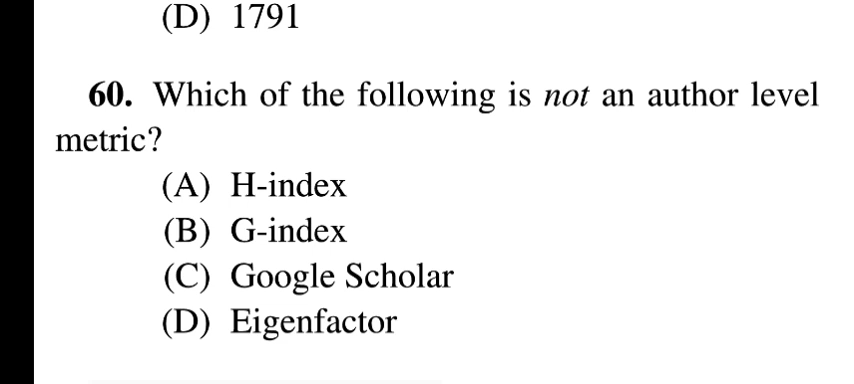 (D) 1791
60. Which of the following is not an author level
metric?
(A) H-index
(B) G-index
(C) Google Scholar
(D) Eigenfactor